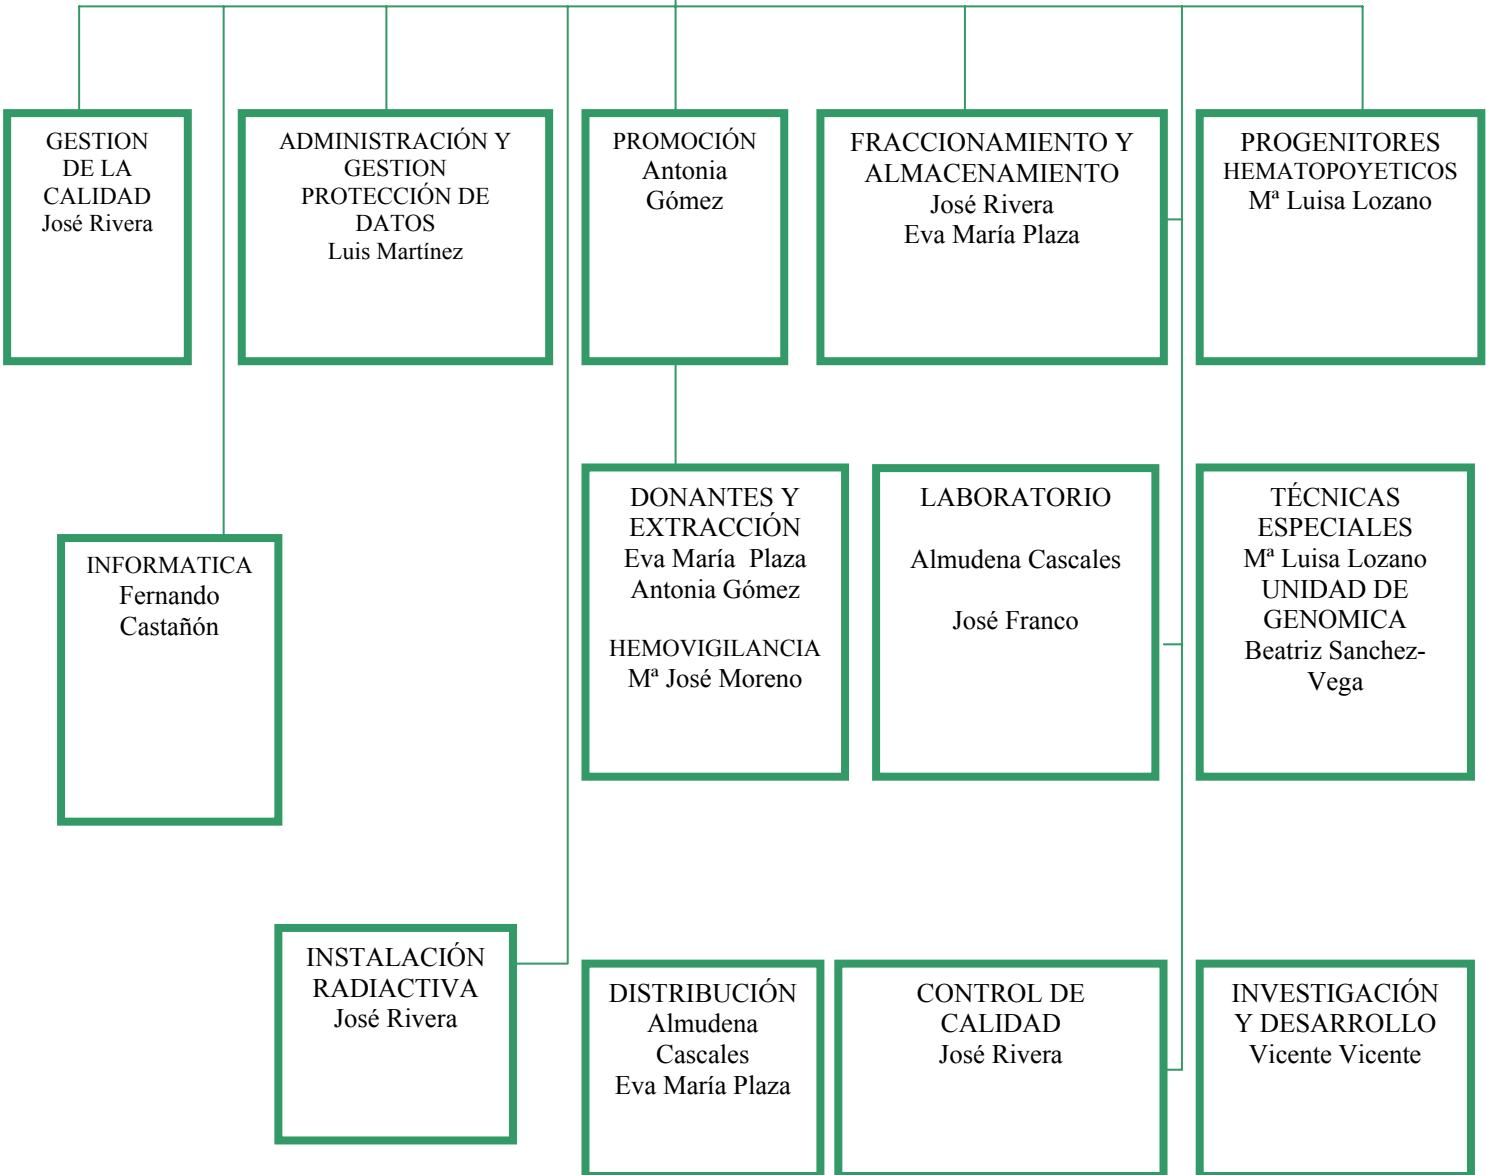 GESTION
DE LA
CALIDAD
José Rivera
ADMINISTRACIÓN Y
GESTION
PROTECCIÓN DE
DATOS
Luis Martínez
PROMOCIÓN
Antonia
Gómez
FRACCIONAMIENTO Y
ALMACENAMIENTO
José Rivera
Eva María Plaza
PROGENITORES
HEMATOPOYETICOS
Mª Luisa Lozano
INFORMATICA
Fernando
Castañón
DONANTES Y
EXTRACCIÓN
Eva María Plaza
Antonia Gómez
HEMOVIGILANCIA
Mª José Moreno
LABORATORIO
Almudena Cascales
José Franco
TÉCNICAS
ESPECIALES
Mª Luisa Lozano
UNIDAD DE
GENOMICA
Beatriz Sanchez-
Vega
INSTALACIÓN
RADIACTIVA
José Rivera
DISTRIBUCIÓN
Almudena
Cascales
Eva María Plaza
CONTROL DE
CALIDAD
José Rivera
INVESTIGACIÓN
Y DESARROLLO
Vicente Vicente